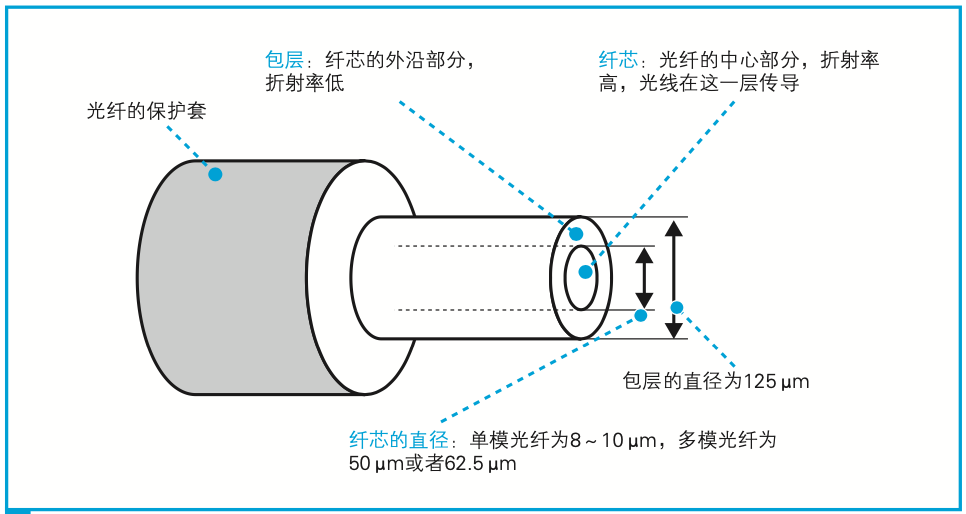 包层：纤芯的外沿部分，
折射率低
纤芯：光纤的中心部分，折射率
高，光线在这一层传导
光纤的保护套
包层的直径为125 μm
纤芯的直径：单模光纤为8～10 μm，多模光纤为
50 μm或者62.5 μm